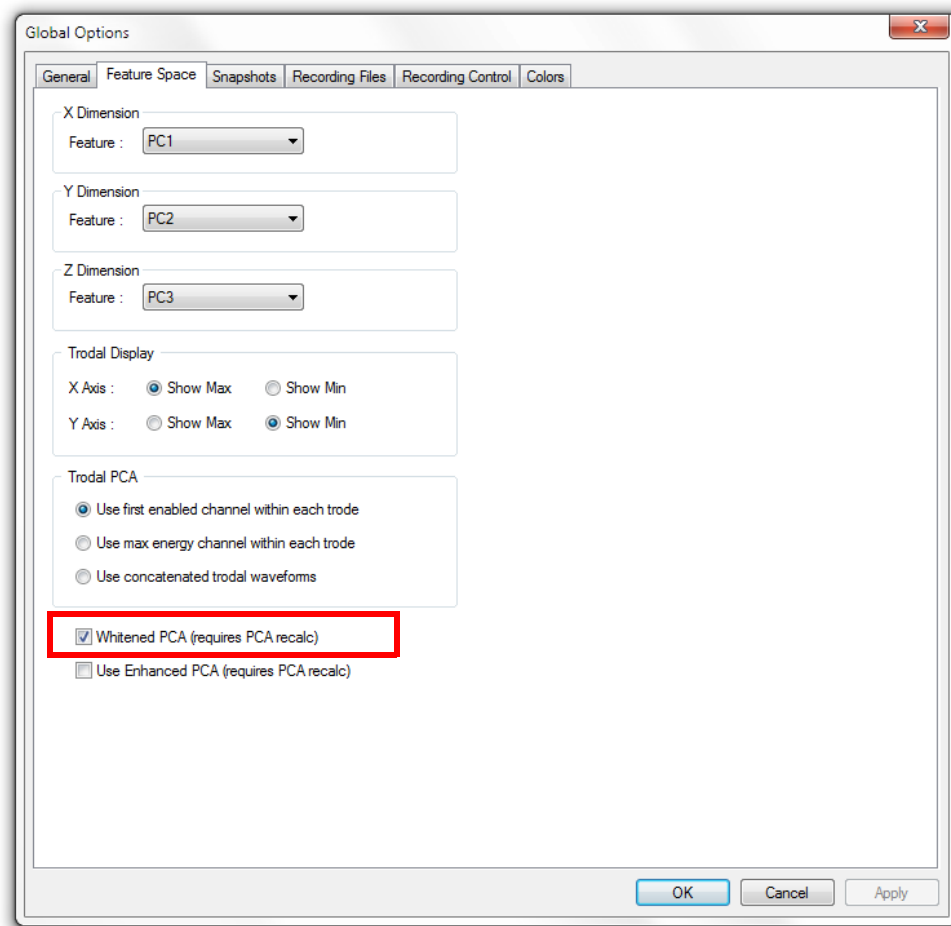 Global Options
General Feature Space Snapshots Recording Files Recording Control Colors
X Dimension
Feature : PC1
Y Dimension
Feature : PC2
Z Dimension
Feature : PC3
Trodal Display
X Axis : Show Max Show Min
Y Axis : Show Max Show Min
Trodal PCA
Use first enabled channel within each trode
Use max energy channel within each trode
Use concatenated trodal waveforms
Whitened PCA (requires PCA recalc)
Use Enhanced PCA (requires PCA recalc)
OK Cancel Apply